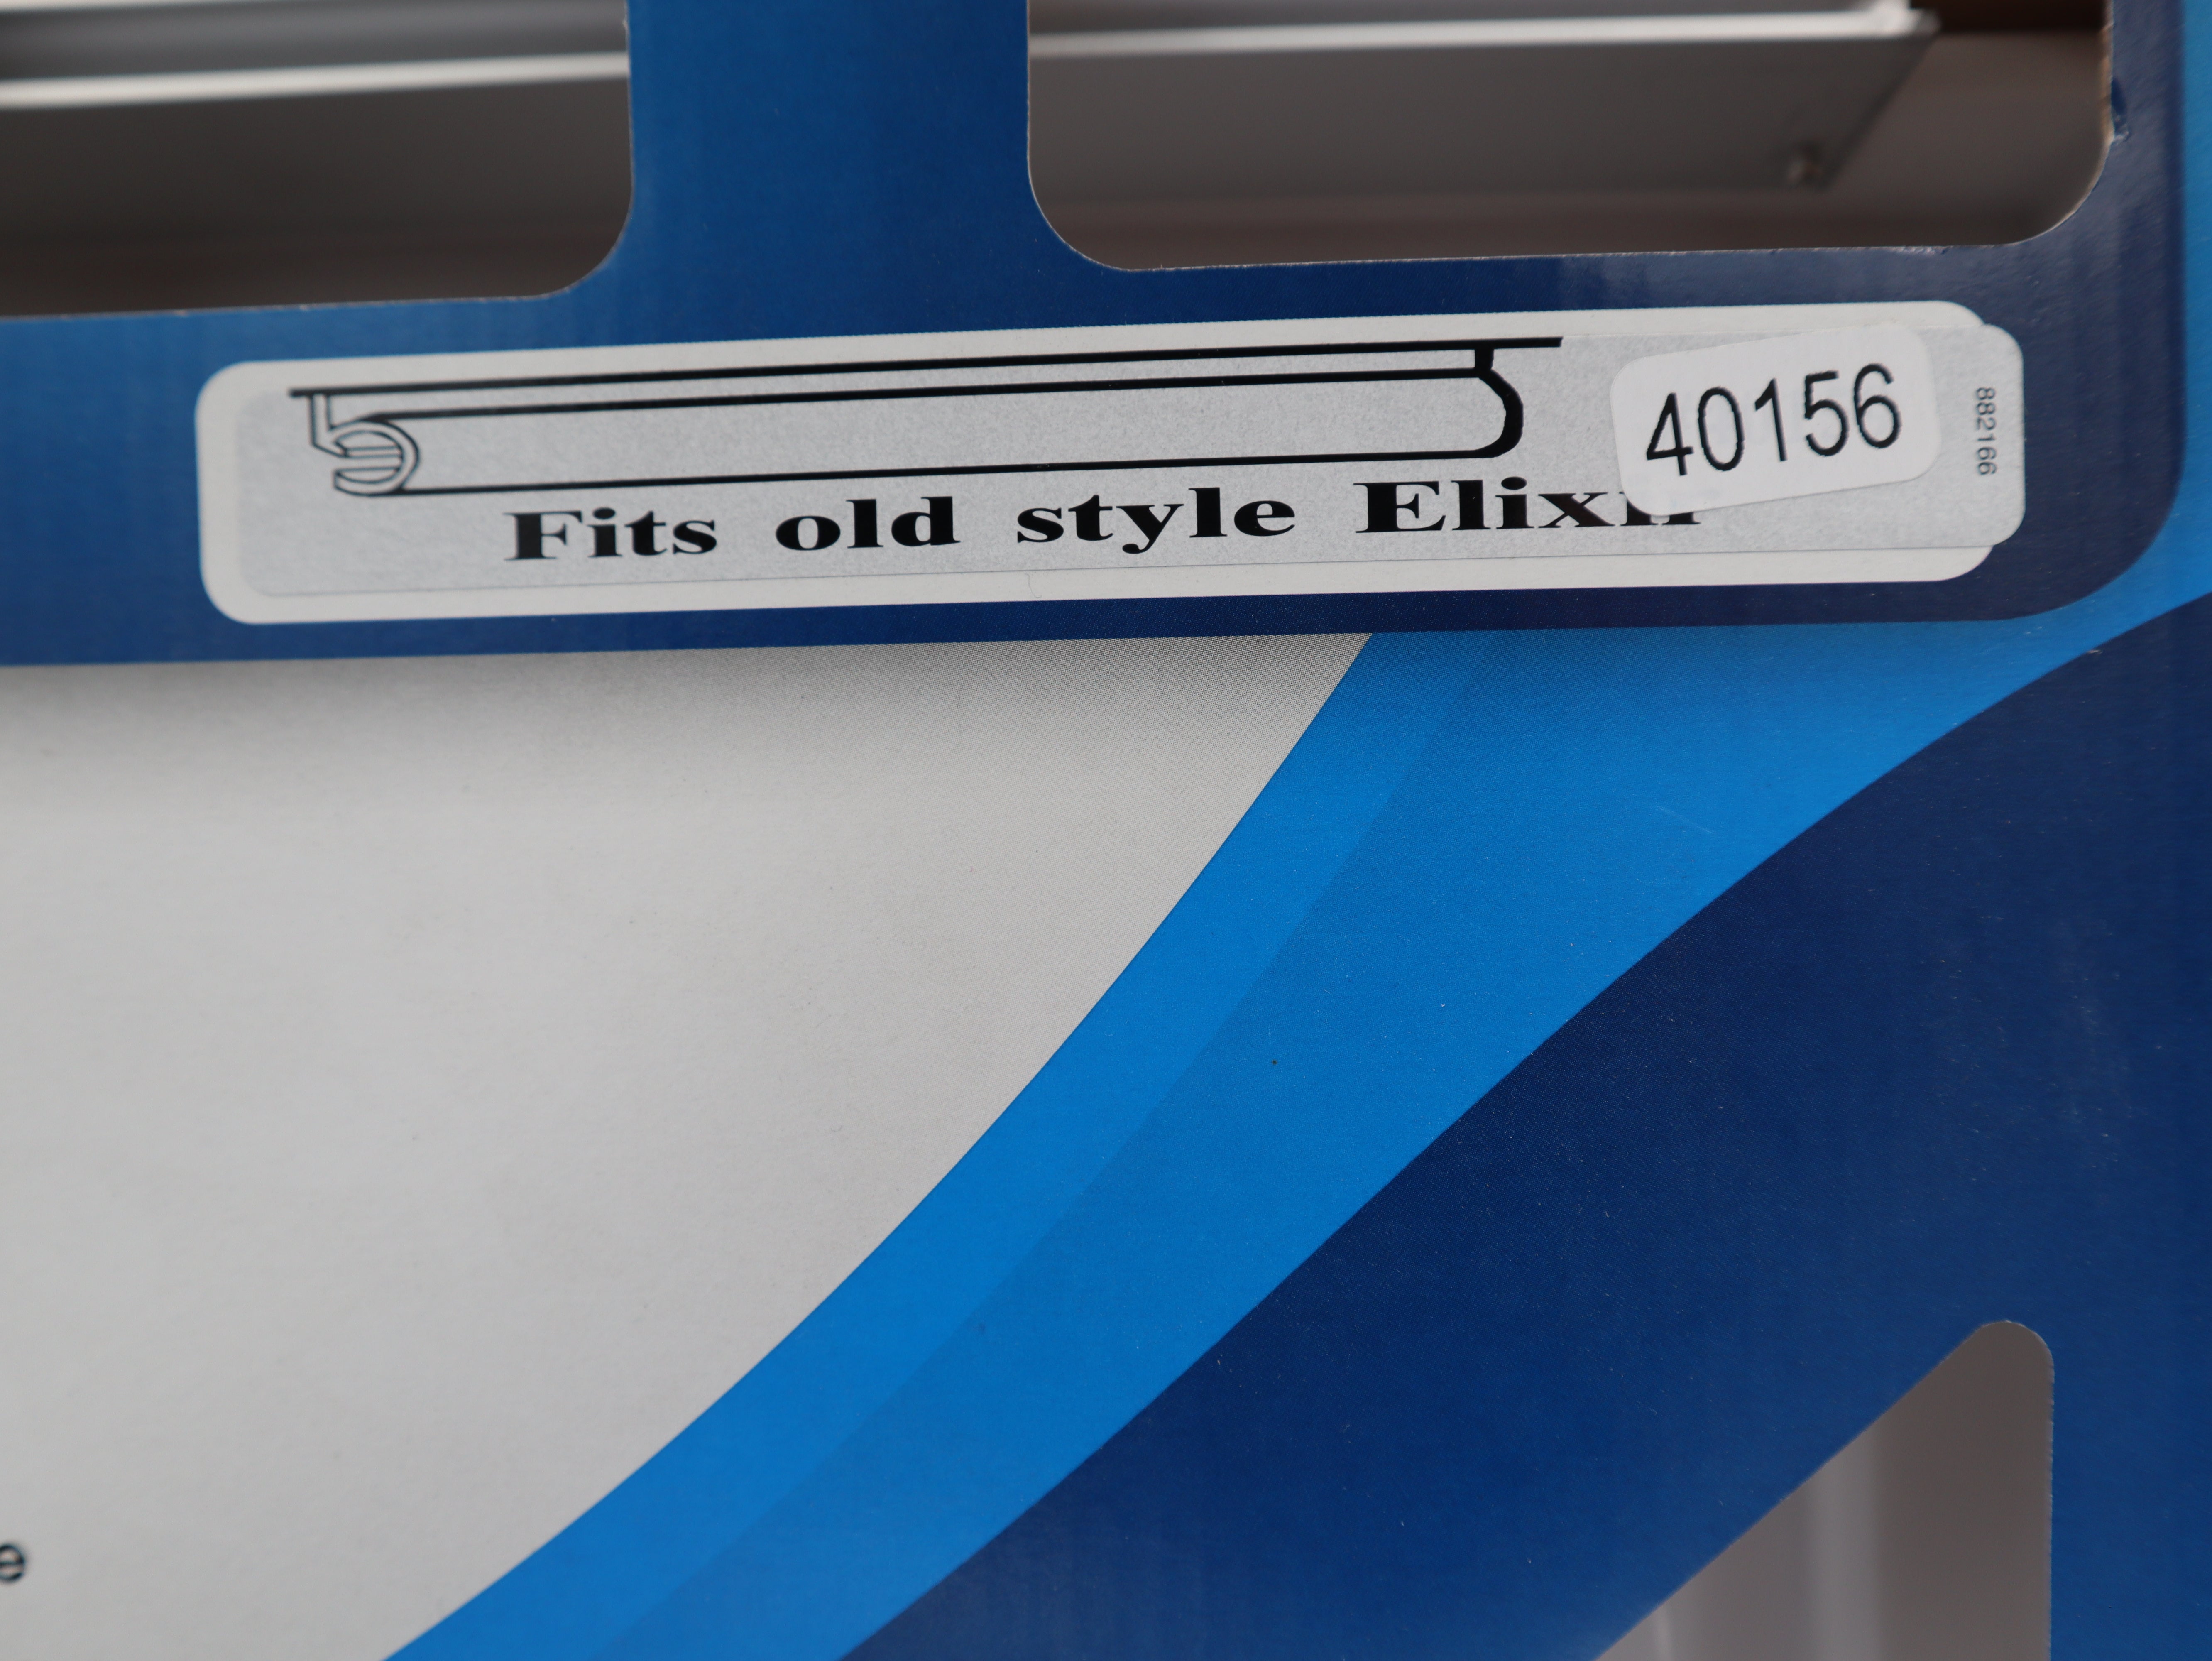 40156
882166
Fits old style Elixir
e